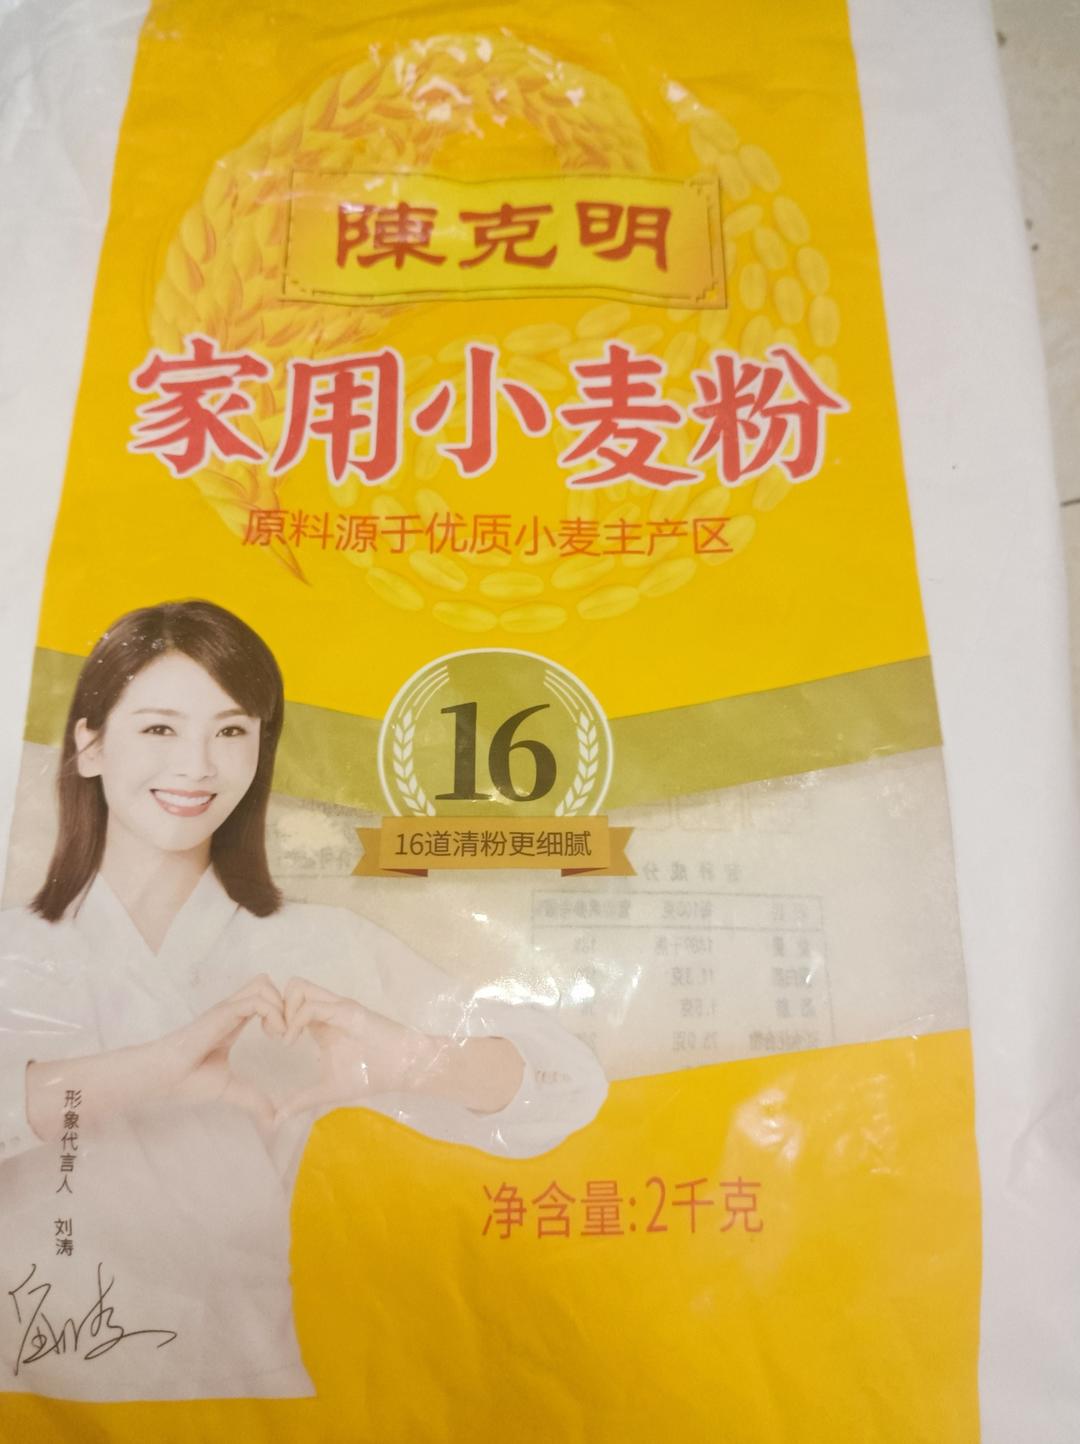 陳克明
家用小麦粉
原料源于优质小麦主产区
16
16道清粉更细腻
形象代言人 刘涛
净含量:2千克